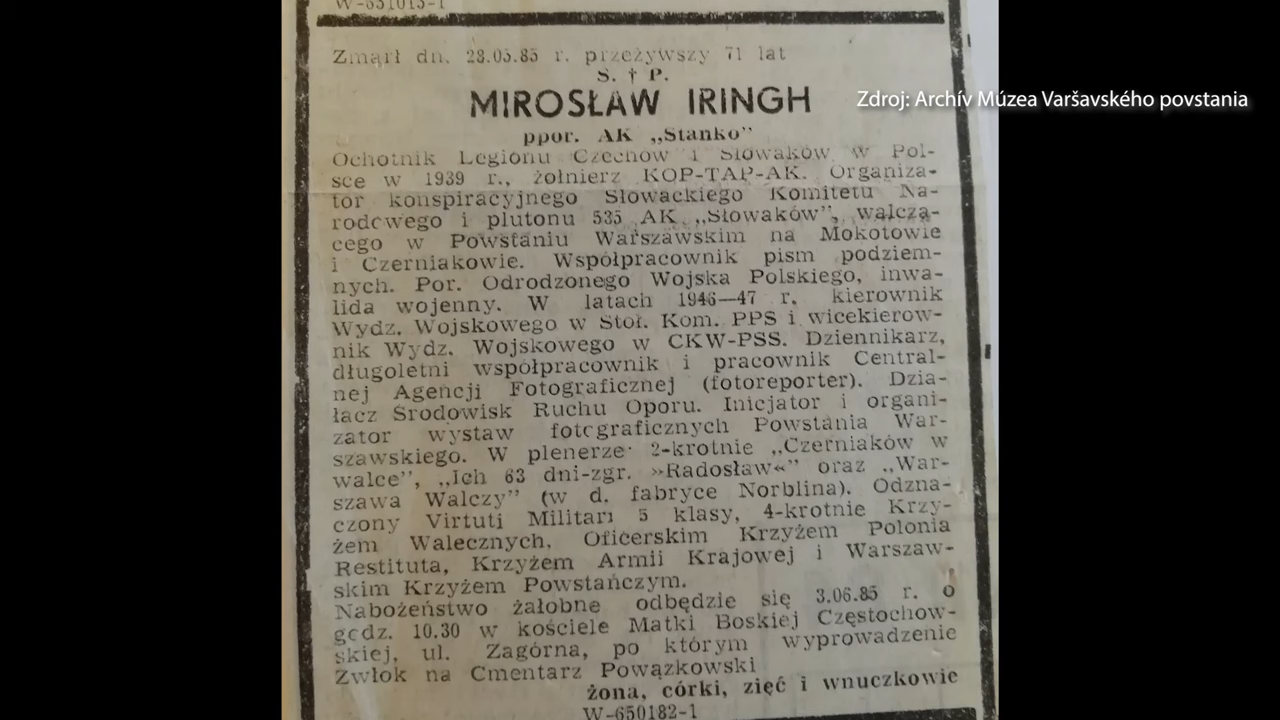 W-651015-1
Zmarł dn. 28.05.85 r. przeżywszy 71 lat
S. † P.
MIROSŁAW IRINGH
Zdroj: Archív Múzea Varšavského povstania
ppor. AK „Stanko”
Ochotnik Legionu Czechów i Słowaków w Pol-
sce w 1939 r., żołnierz KOP-TAP-AK. Organiza-
tor konspiracyjnego Słowackiego Komitetu Na-
rodowego i plutonu 535 AK „Słowaków”, walczą-
cego w Powstaniu Warszawskim na Mokotowie
i Czerniakowie. Współpracownik pism podziem-
nych. Por. Odrodzonego Wojska Polskiego, inwa-
lida wojenny. W latach 1946—47 r. kierownik
Wydz. Wojskowego w Stoł. Kom. PPS i wicekierow-
nik Wydz. Wojskowego w CKW-PSS. Dziennikarz,
długoletni współpracownik i pracownik Central-
nej Agencji Fotograficznej (fotoreporter). Dzia-
łacz Środowisk Ruchu Oporu. Inicjator i organi-
zator wystaw fotograficznych Powstania War-
szawskiego. W plenerze 2-krotnie „Czerniaków w
walce”, „Ich 63 dni-zgr. »Radosław«” oraz „War-
szawa Walczy” (w d. fabryce Norblina). Odzna-
czony Virtuti Militari 5 klasy, 4-krotnie Krzy-
żem Walecznych, Oficerskim Krzyżem Polonia
Restituta, Krzyżem Armii Krajowej i Warszaw-
skim Krzyżem Powstańczym.
Nabożeństwo żałobne odbędzie się 3.06.85 r. o
godz. 10.30 w kościele Matki Boskiej Częstochow-
skiej, ul. Zagórna, po którym wyprowadzenie
Zwłok na Cmentarz Powązkowski
żona, córki, zięć i wnuczkowie
W-650182-1